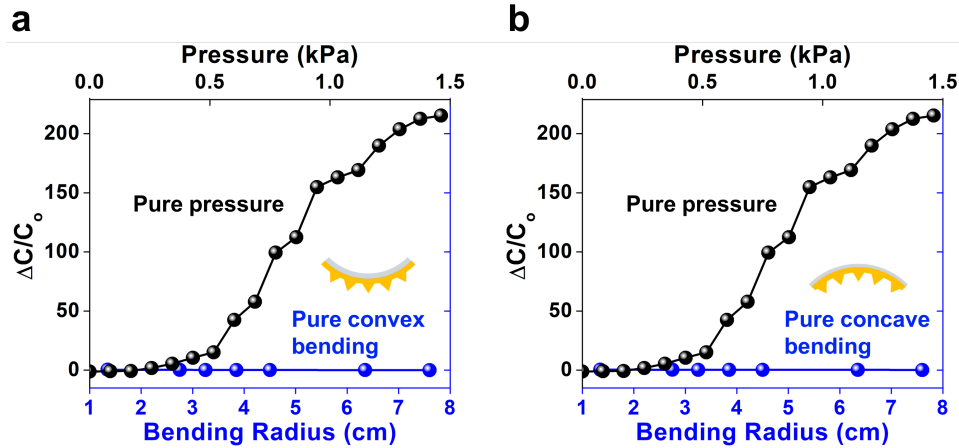 a
Pressure (kPa)
0.0 0.5 1.0 1.5
200
150
100
50
0
ΔC/Co
Pure pressure
Pure convex
bending
1 2 3 4 5 6 7 8
Bending Radius (cm)
b
Pressure (kPa)
0.0 0.5 1.0 1.5
200
150
100
50
0
ΔC/Co
Pure pressure
Pure concave
bending
1 2 3 4 5 6 7 8
Bending Radius (cm)